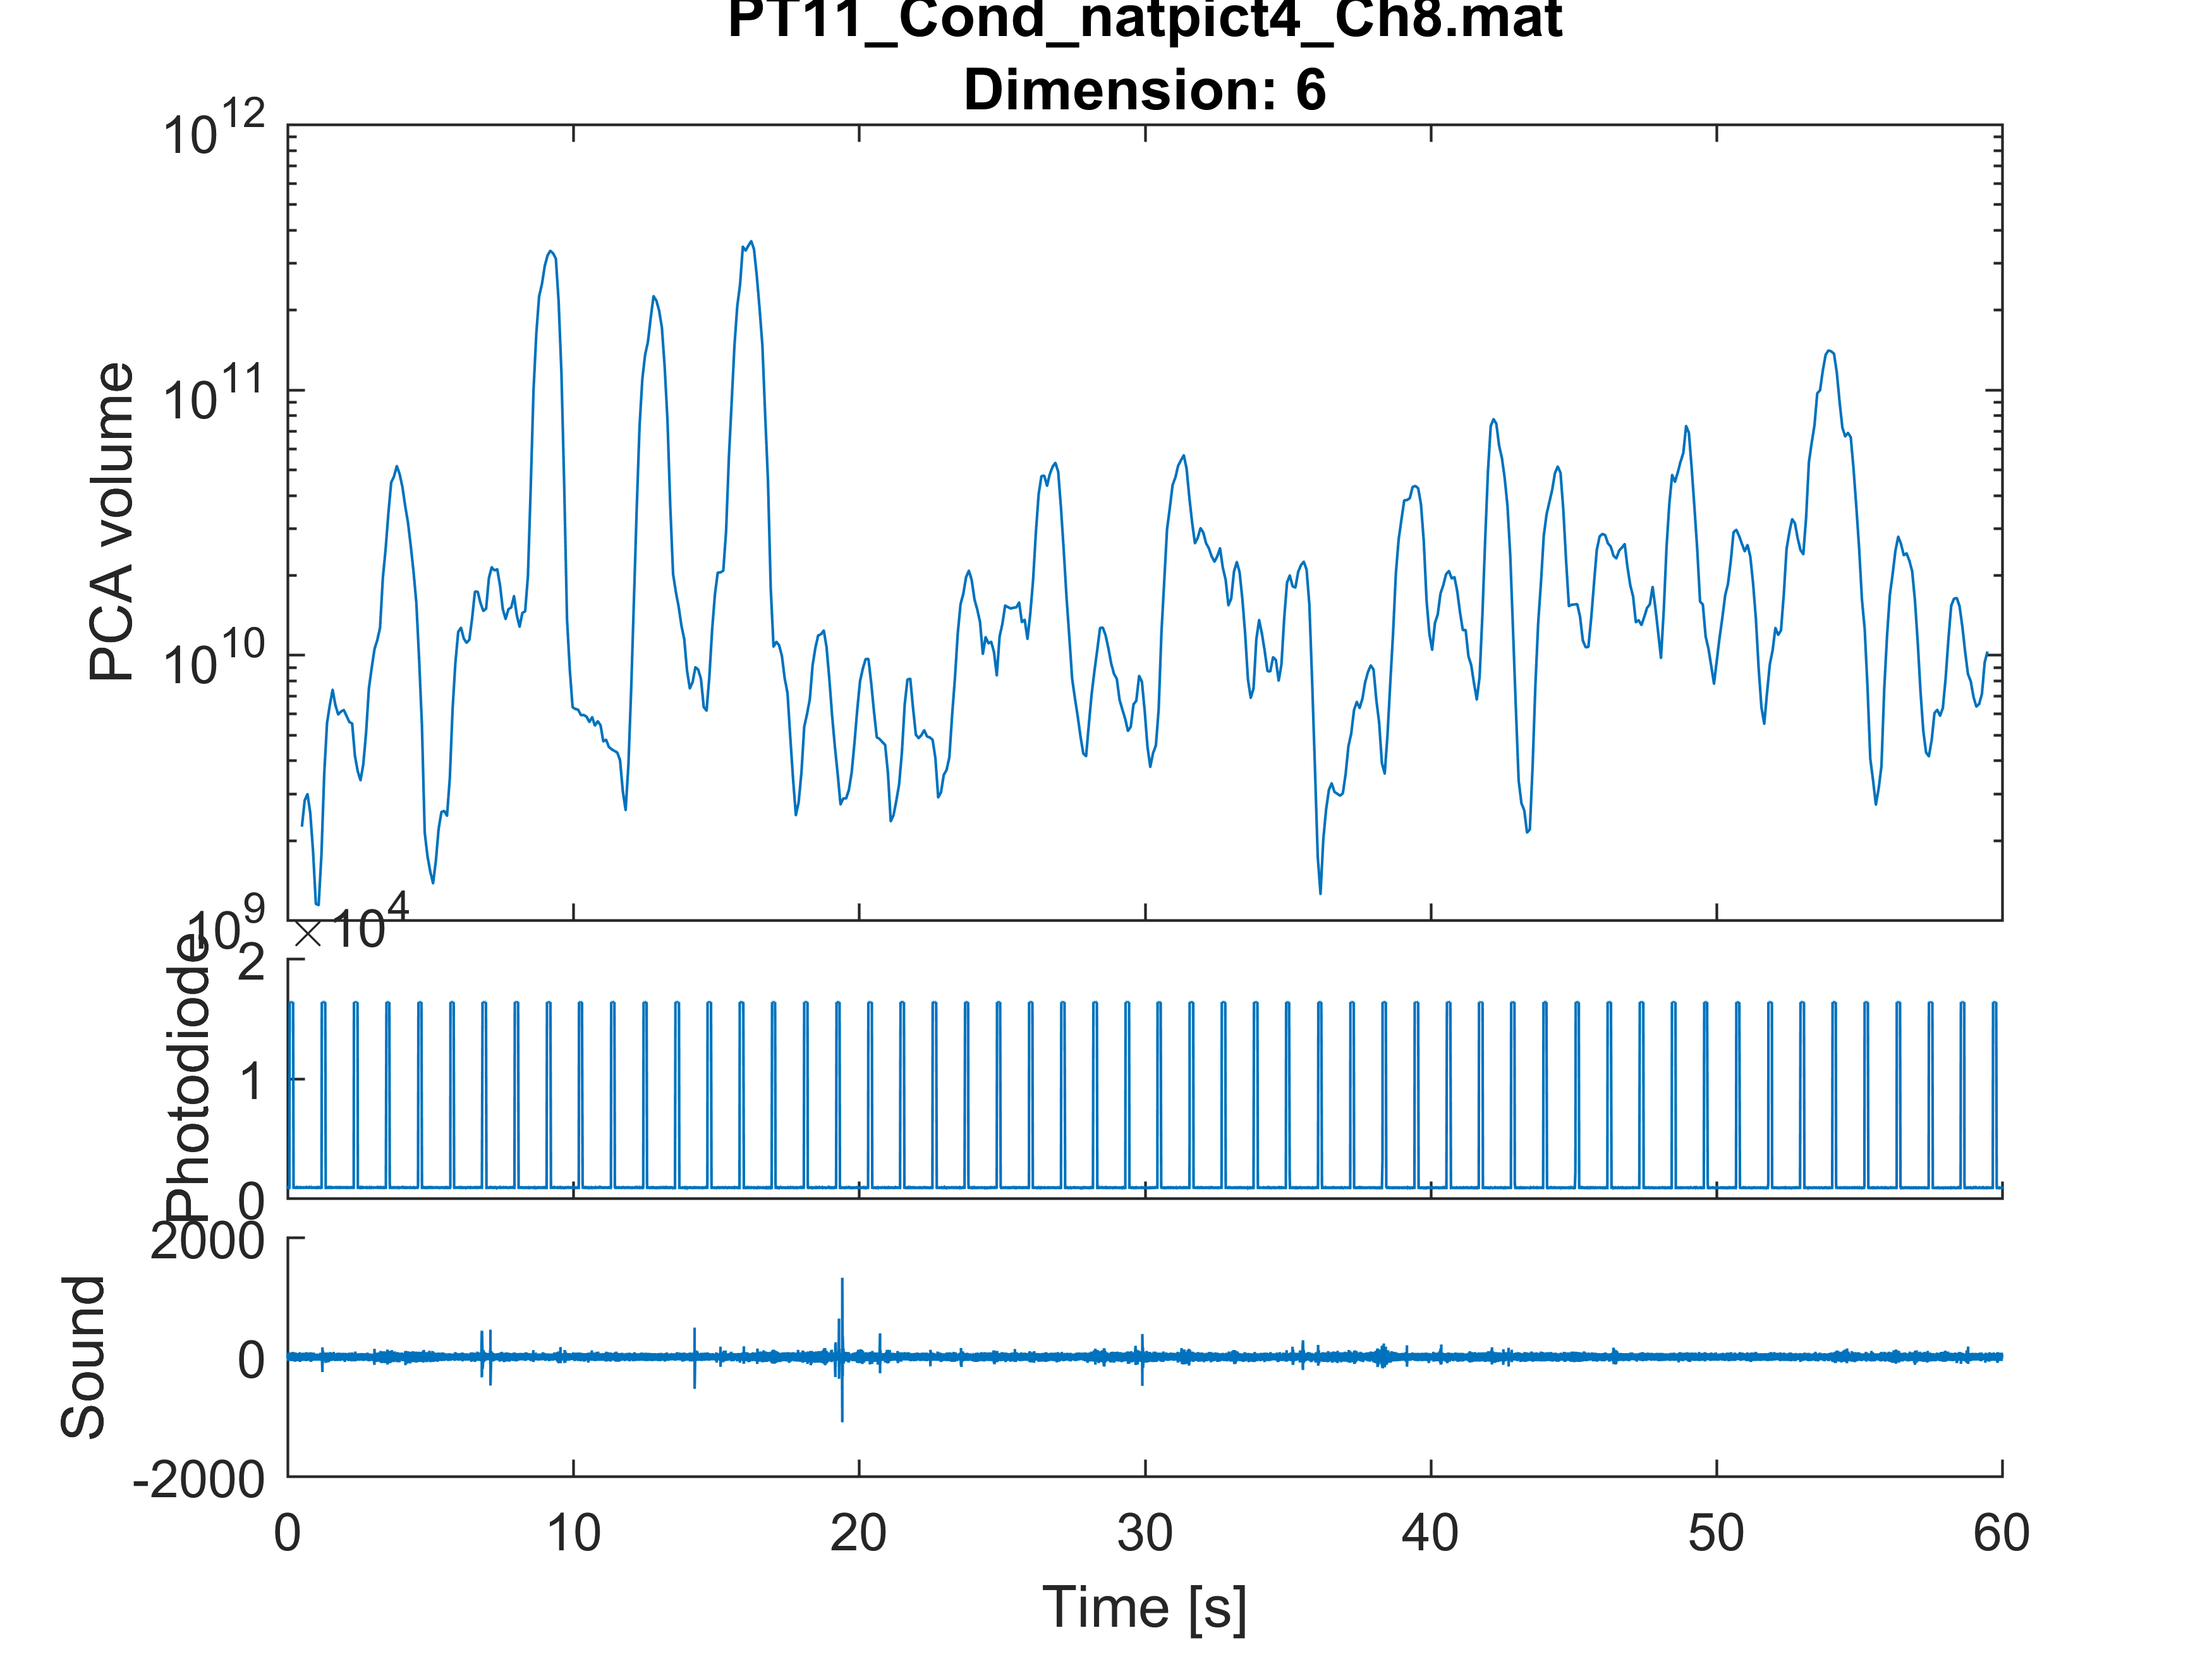 PT11_Cond_natpict4_Ch8.mat
Dimension: 6
10^12
10^11
10^10
10^9
PCA volume
× 10^4
2
1
0
Photodiode
2000
0
-2000
Sound
0 10 20 30 40 50 60
Time [s]